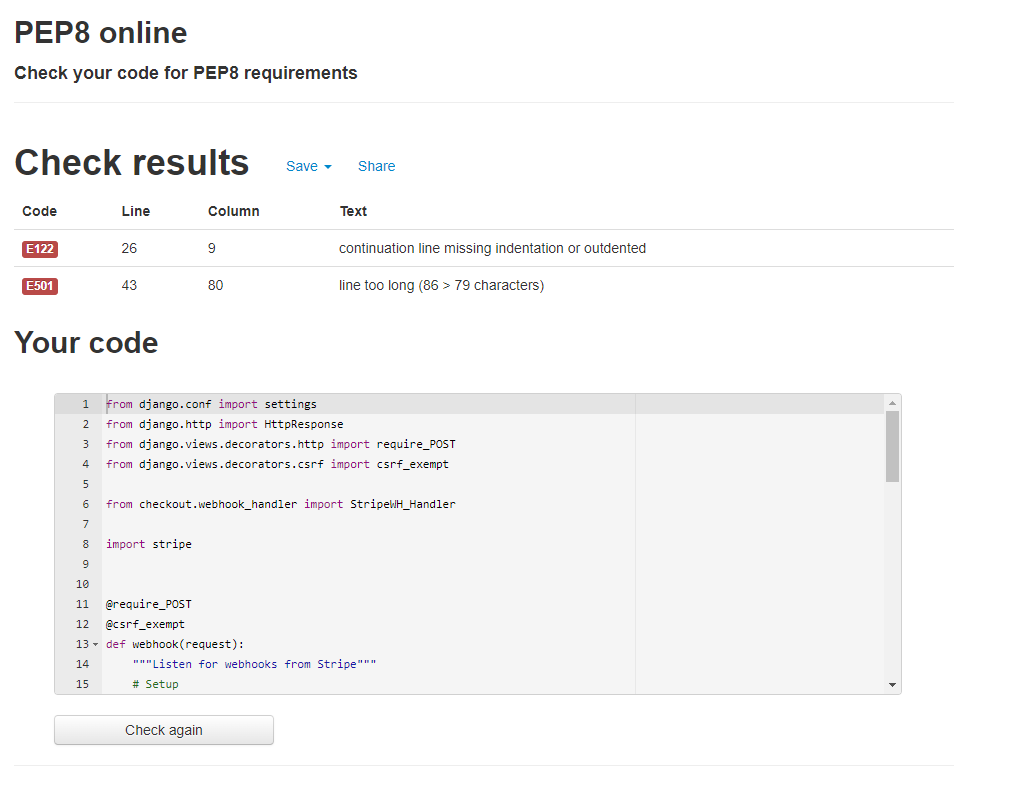 PEP8 online
Check your code for PEP8 requirements
Check results Save Share
Code Line Column Text
E122 26 9 continuation line missing indentation or outdented
E501 43 80 line too long (86 > 79 characters)
Your code
1 from django.conf import settings
2 from django.http import HttpResponse
3 from django.views.decorators.http import require_POST
4 from django.views.decorators.csrf import csrf_exempt
5
6 from checkout.webhook_handler import StripeWH_Handler
7
8 import stripe
9
10
11 @require_POST
12 @csrf_exempt
13 def webhook(request):
14 """Listen for webhooks from Stripe"""
15 # Setup
Check again